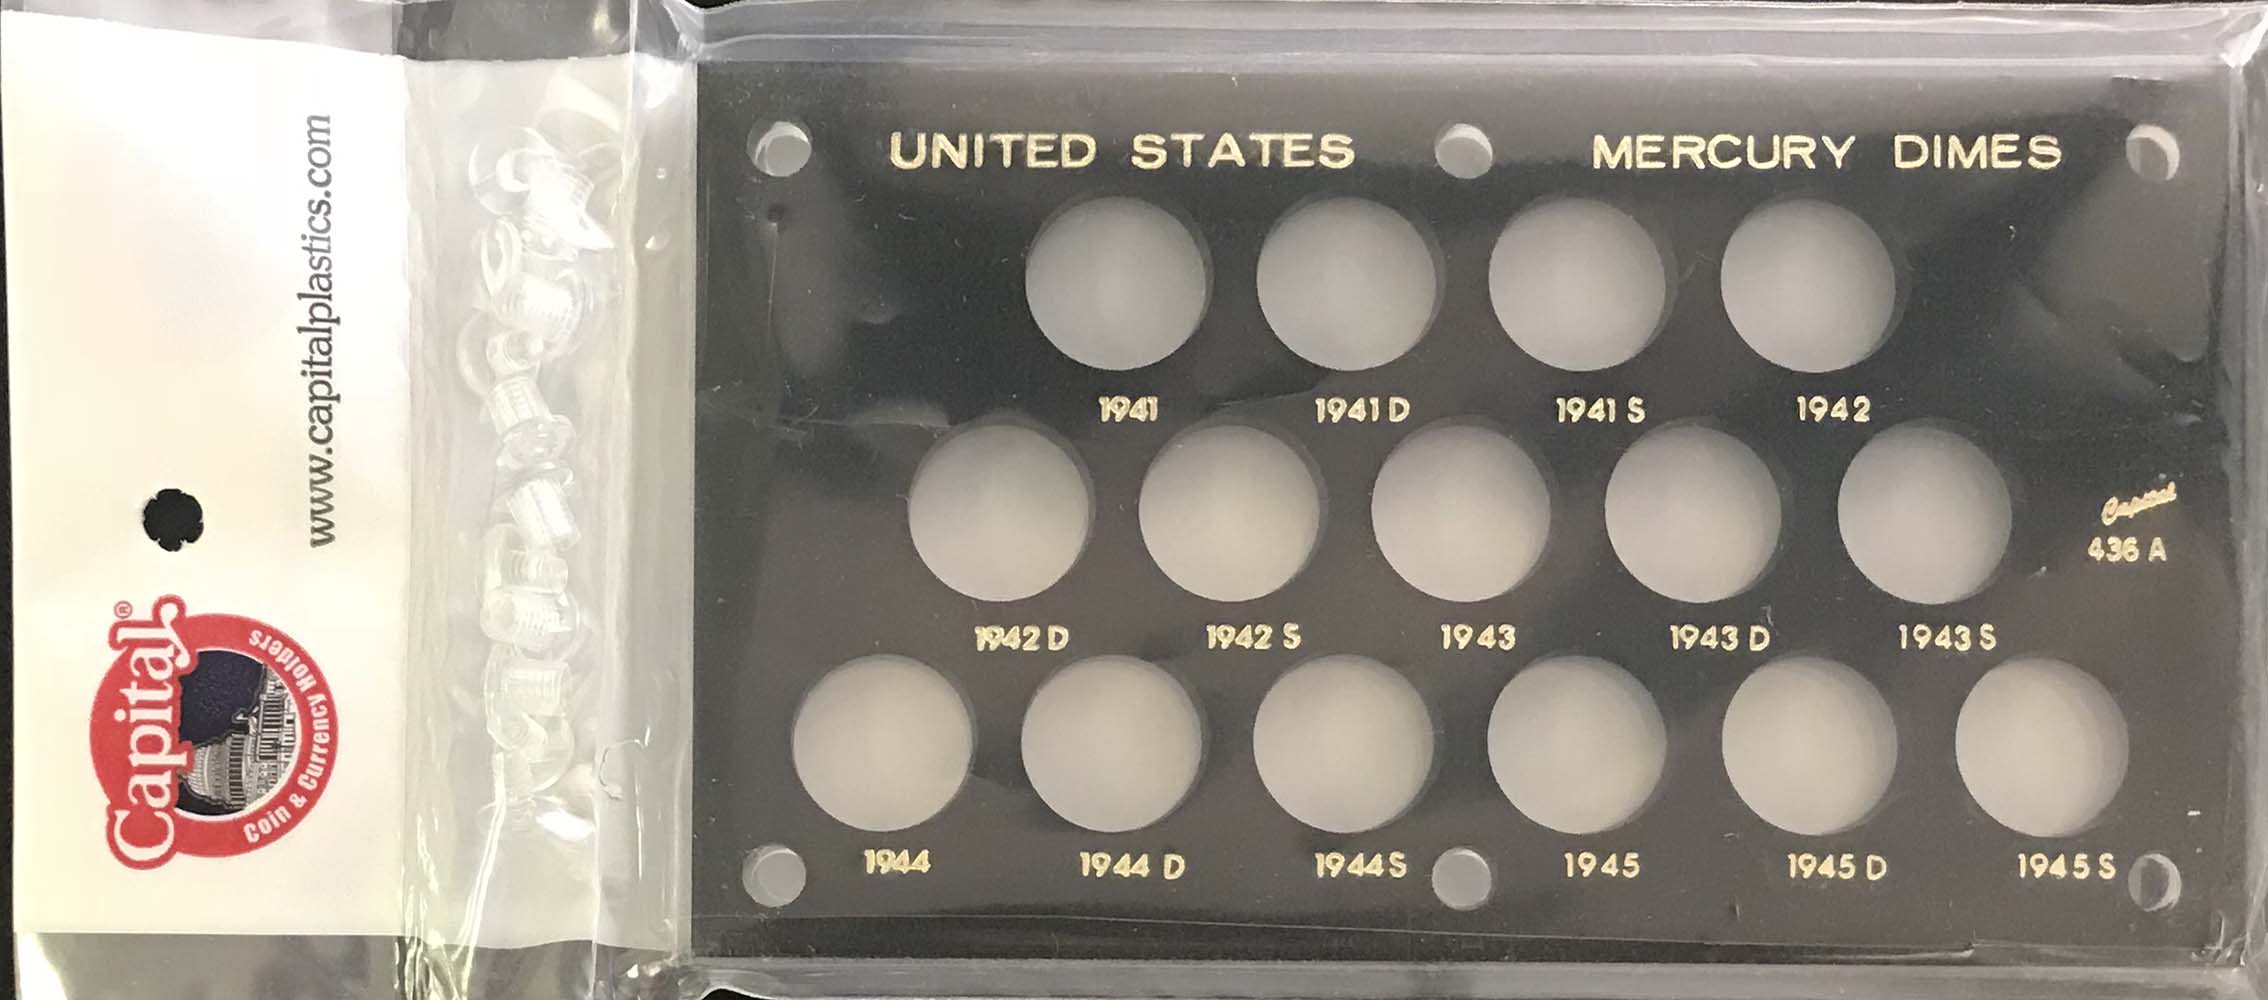 www.capitalplastics.com
Capital®
Coin & Currency Holders
UNITED STATES MERCURY DIMES
1941 1941 D 1941 S 1942
Capital
436 A
1942 D 1942 S 1943 1943 D 1943 S
1944 1944 D 1944 S 1945 1945 D 1945 S